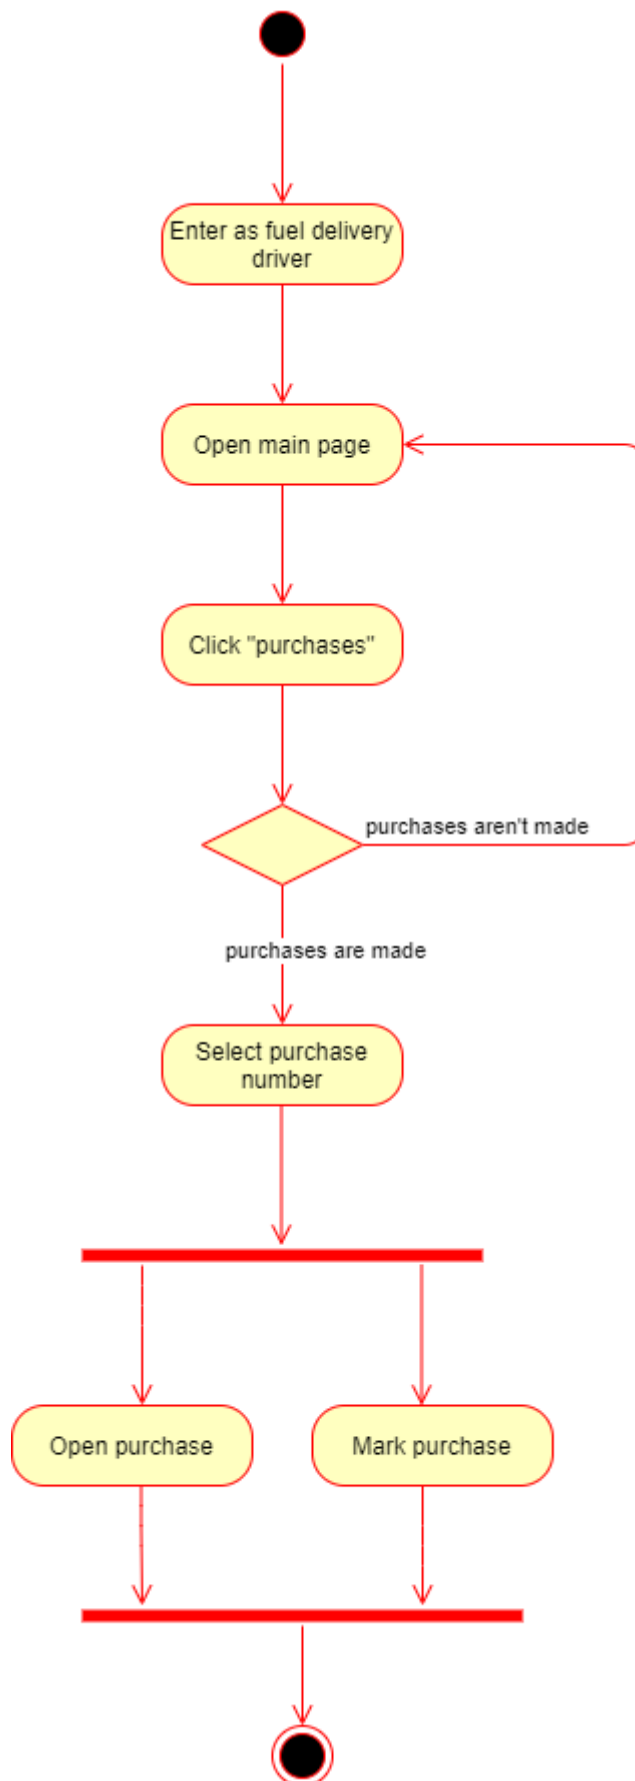 Enter as fuel delivery
driver
Open main page
Click "purchases"
purchases aren't made
purchases are made
Select purchase
number
Open purchase
Mark purchase